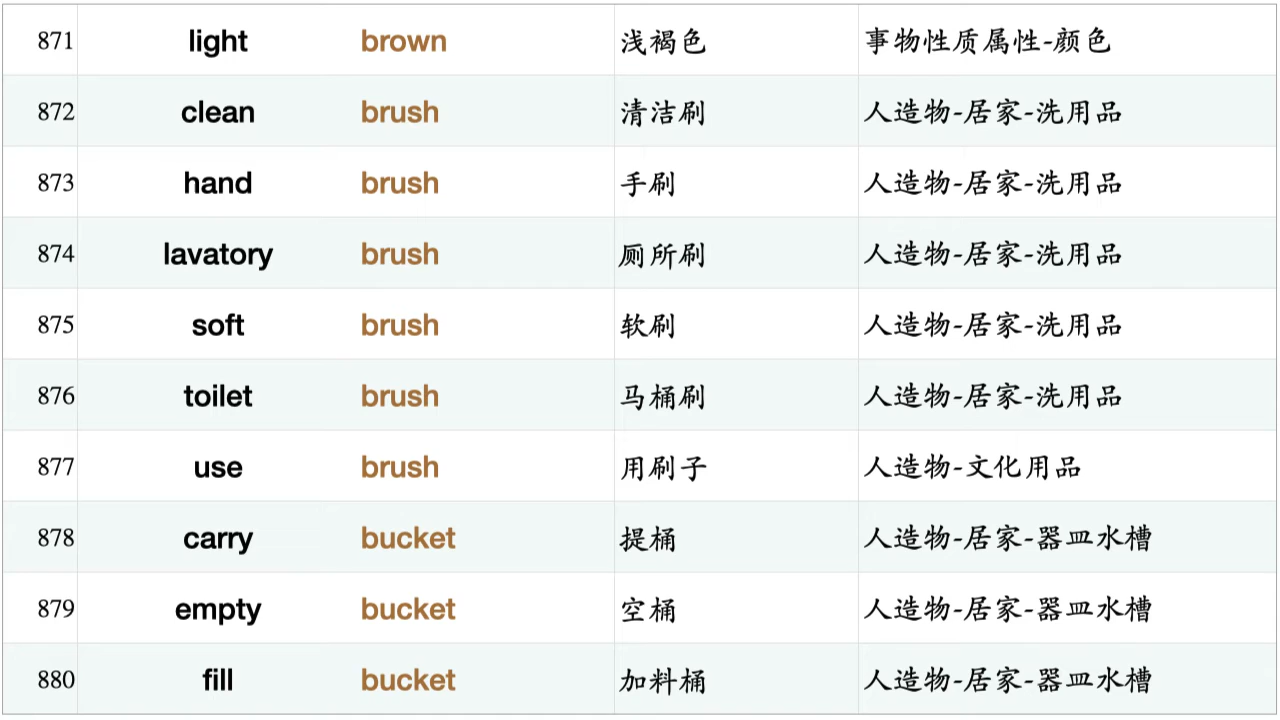 871 light brown 浅褐色 事物性质属性-颜色
872 clean brush 清洁刷 人造物-居家-洗用品
873 hand brush 手刷 人造物-居家-洗用品
874 lavatory brush 厕所刷 人造物-居家-洗用品
875 soft brush 软刷 人造物-居家-洗用品
876 toilet brush 马桶刷 人造物-居家-洗用品
877 use brush 用刷子 人造物-文化用品
878 carry bucket 提桶 人造物-居家-器皿水槽
879 empty bucket 空桶 人造物-居家-器皿水槽
880 fill bucket 加料桶 人造物-居家-器皿水槽